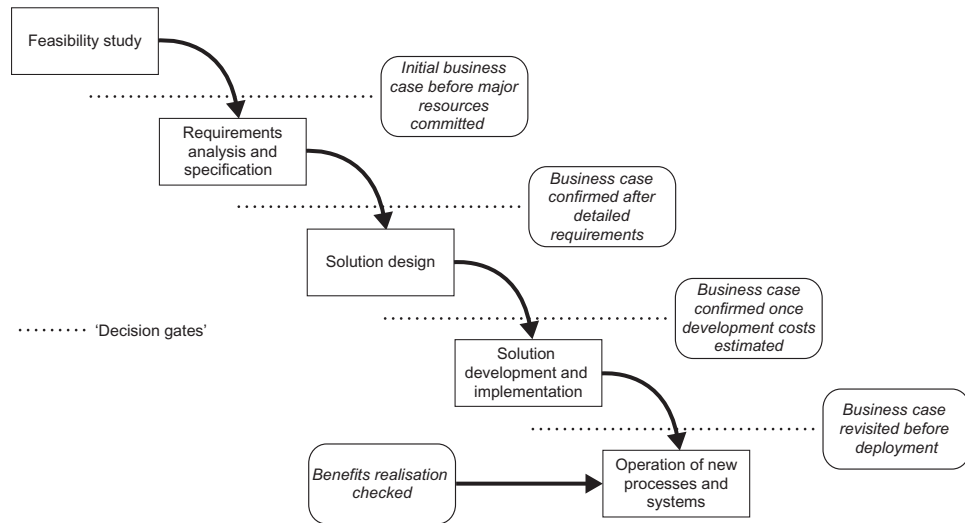 Feasibility study
Initial business
case before major
resources
committed
Requirements
analysis and
specification
Business case
confirmed after
detailed
requirements
Solution design
Business case
confirmed once
development costs
estimated
'Decision gates'
Solution
development and
implementation
Business case
revisited before
deployment
Benefits realisation
checked
Operation of new
processes and
systems